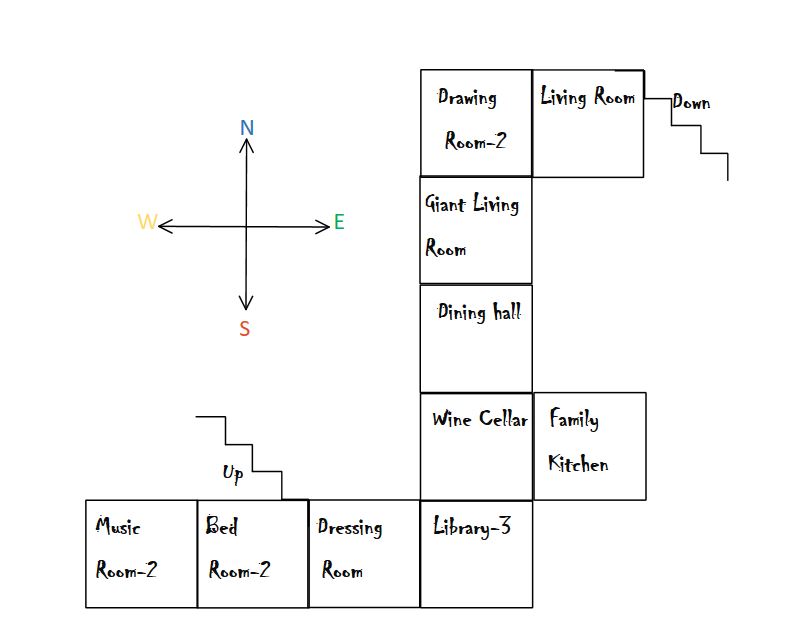 Drawing
Room-2
Living Room
Down
N
Giant Living
Room
W
E
Dining hall
S
Wine Cellar
Family
Kitchen
Up
Music
Room-2
Bed
Room-2
Dressing
Room
Library-3